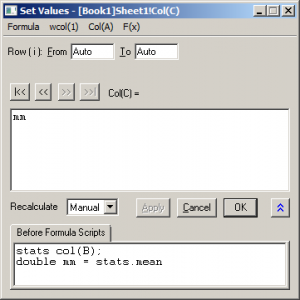 Set Values - [Book1]Sheet1!Col(C)
Formula wcol(1) Col(A) F(x)
Row ( i ): From Auto To Auto
Col(C) =
mm
Recalculate Manual Apply Cancel OK
Before Formula Scripts
stats col(B);
double mm = stats.mean